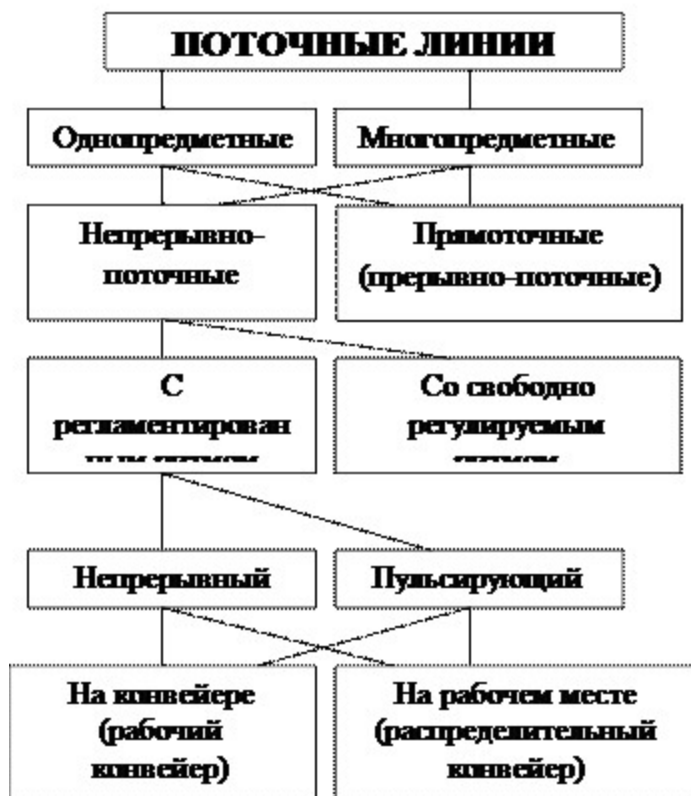 ПОТОЧНЫЕ ЛИНИИ
Однопредметные
Многопредметные
Непрерывно-
поточные
Прямоточные
(прерывно-поточные)
С
регламентирован
Со свободно
регулируемым
Непрерывный
Пульсирующий
На конвейере
(рабочий
конвейер)
На рабочем месте
(распределительный
конвейер)